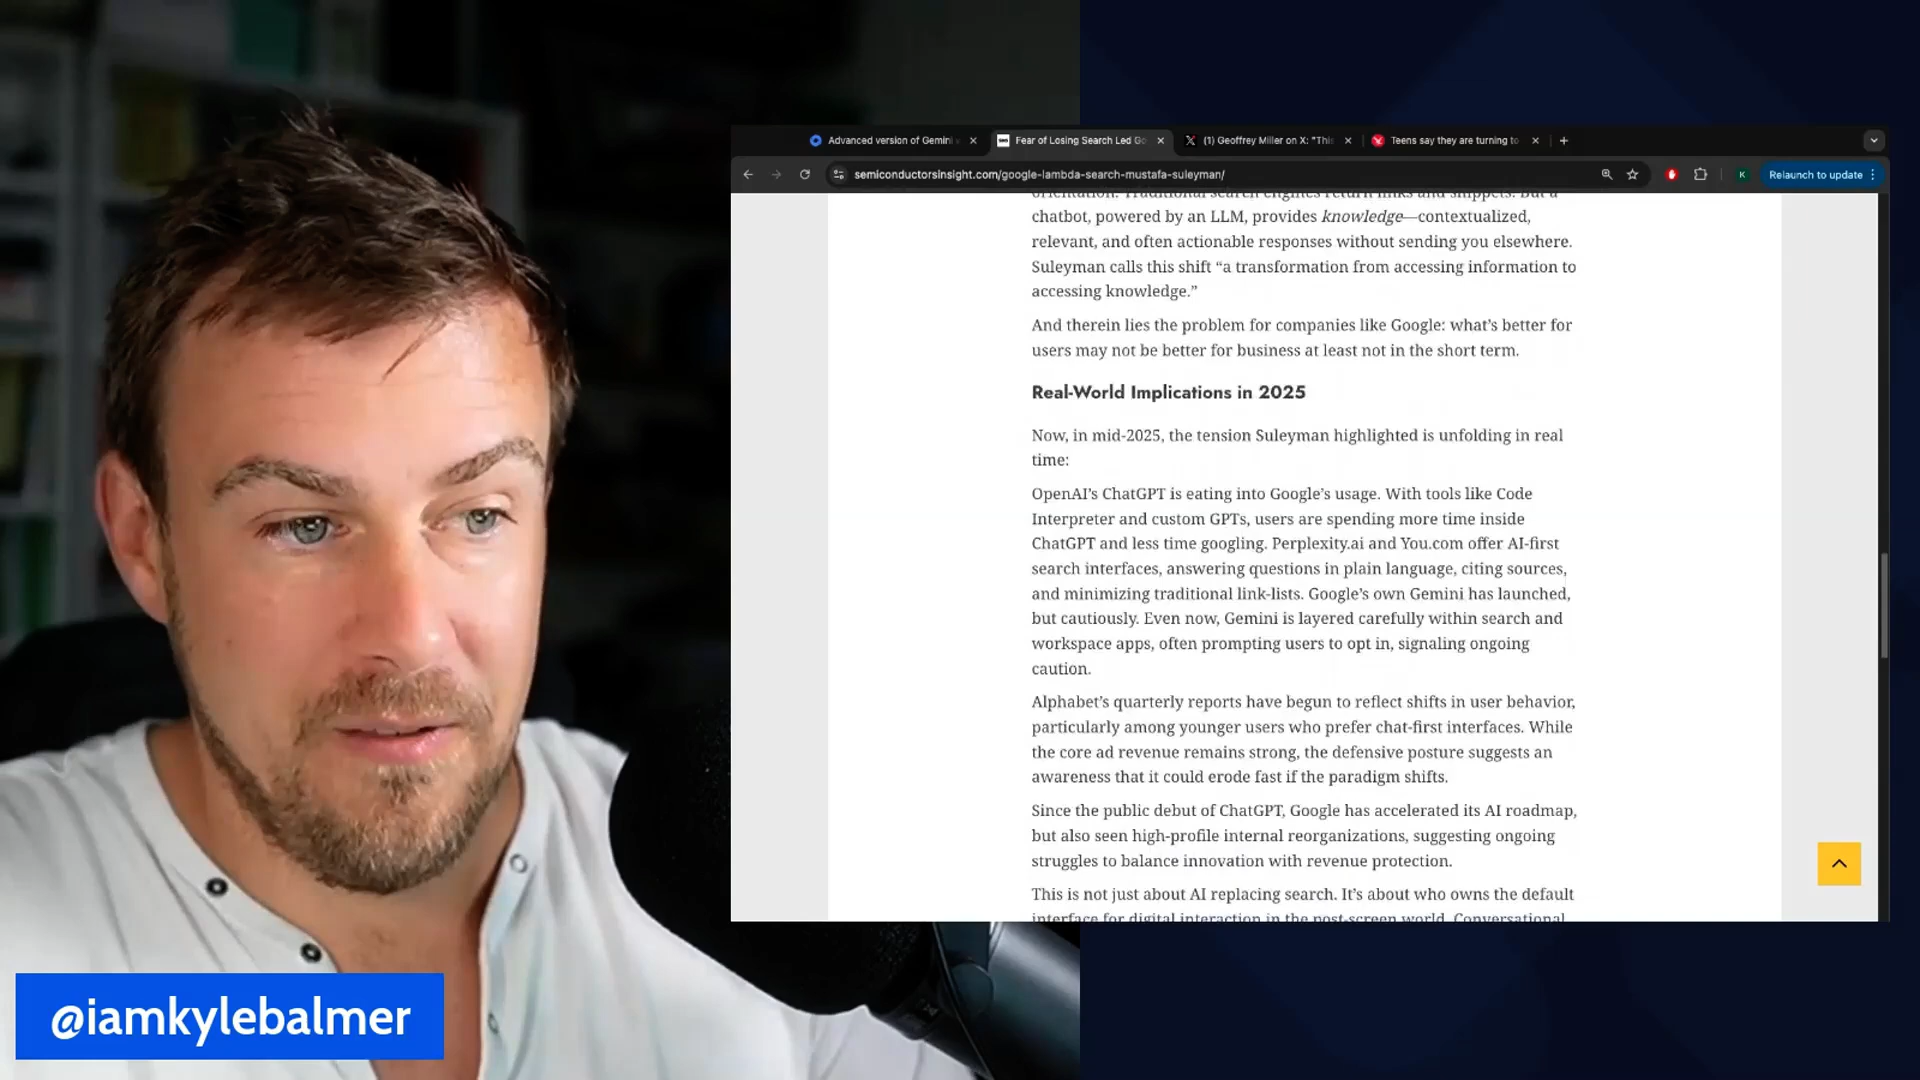 Advanced version of Gemini
Fear of Losing Search Led Go
(1) Geoffrey Miller on X: "This
Teens say they are turning to
semiconductorsinsight.com/google-lambda-search-mustafa-suleyman/
K
Relaunch to update
orientation. Traditional search engines return links and snippets. But a
chatbot, powered by an LLM, provides knowledge—contextualized,
relevant, and often actionable responses without sending you elsewhere.
Suleyman calls this shift “a transformation from accessing information to
accessing knowledge.”
And therein lies the problem for companies like Google: what’s better for
users may not be better for business at least not in the short term.
Real-World Implications in 2025
Now, in mid-2025, the tension Suleyman highlighted is unfolding in real
time:
OpenAI’s ChatGPT is eating into Google’s usage. With tools like Code
Interpreter and custom GPTs, users are spending more time inside
ChatGPT and less time googling. Perplexity.ai and You.com offer AI-first
search interfaces, answering questions in plain language, citing sources,
and minimizing traditional link-lists. Google’s own Gemini has launched,
but cautiously. Even now, Gemini is layered carefully within search and
workspace apps, often prompting users to opt in, signaling ongoing
caution.
Alphabet’s quarterly reports have begun to reflect shifts in user behavior,
particularly among younger users who prefer chat-first interfaces. While
the core ad revenue remains strong, the defensive posture suggests an
awareness that it could erode fast if the paradigm shifts.
Since the public debut of ChatGPT, Google has accelerated its AI roadmap,
but also seen high-profile internal reorganizations, suggesting ongoing
struggles to balance innovation with revenue protection.
This is not just about AI replacing search. It’s about who owns the default
interface for digital interaction in the post-screen world. Conversational
@iamkylebalmer